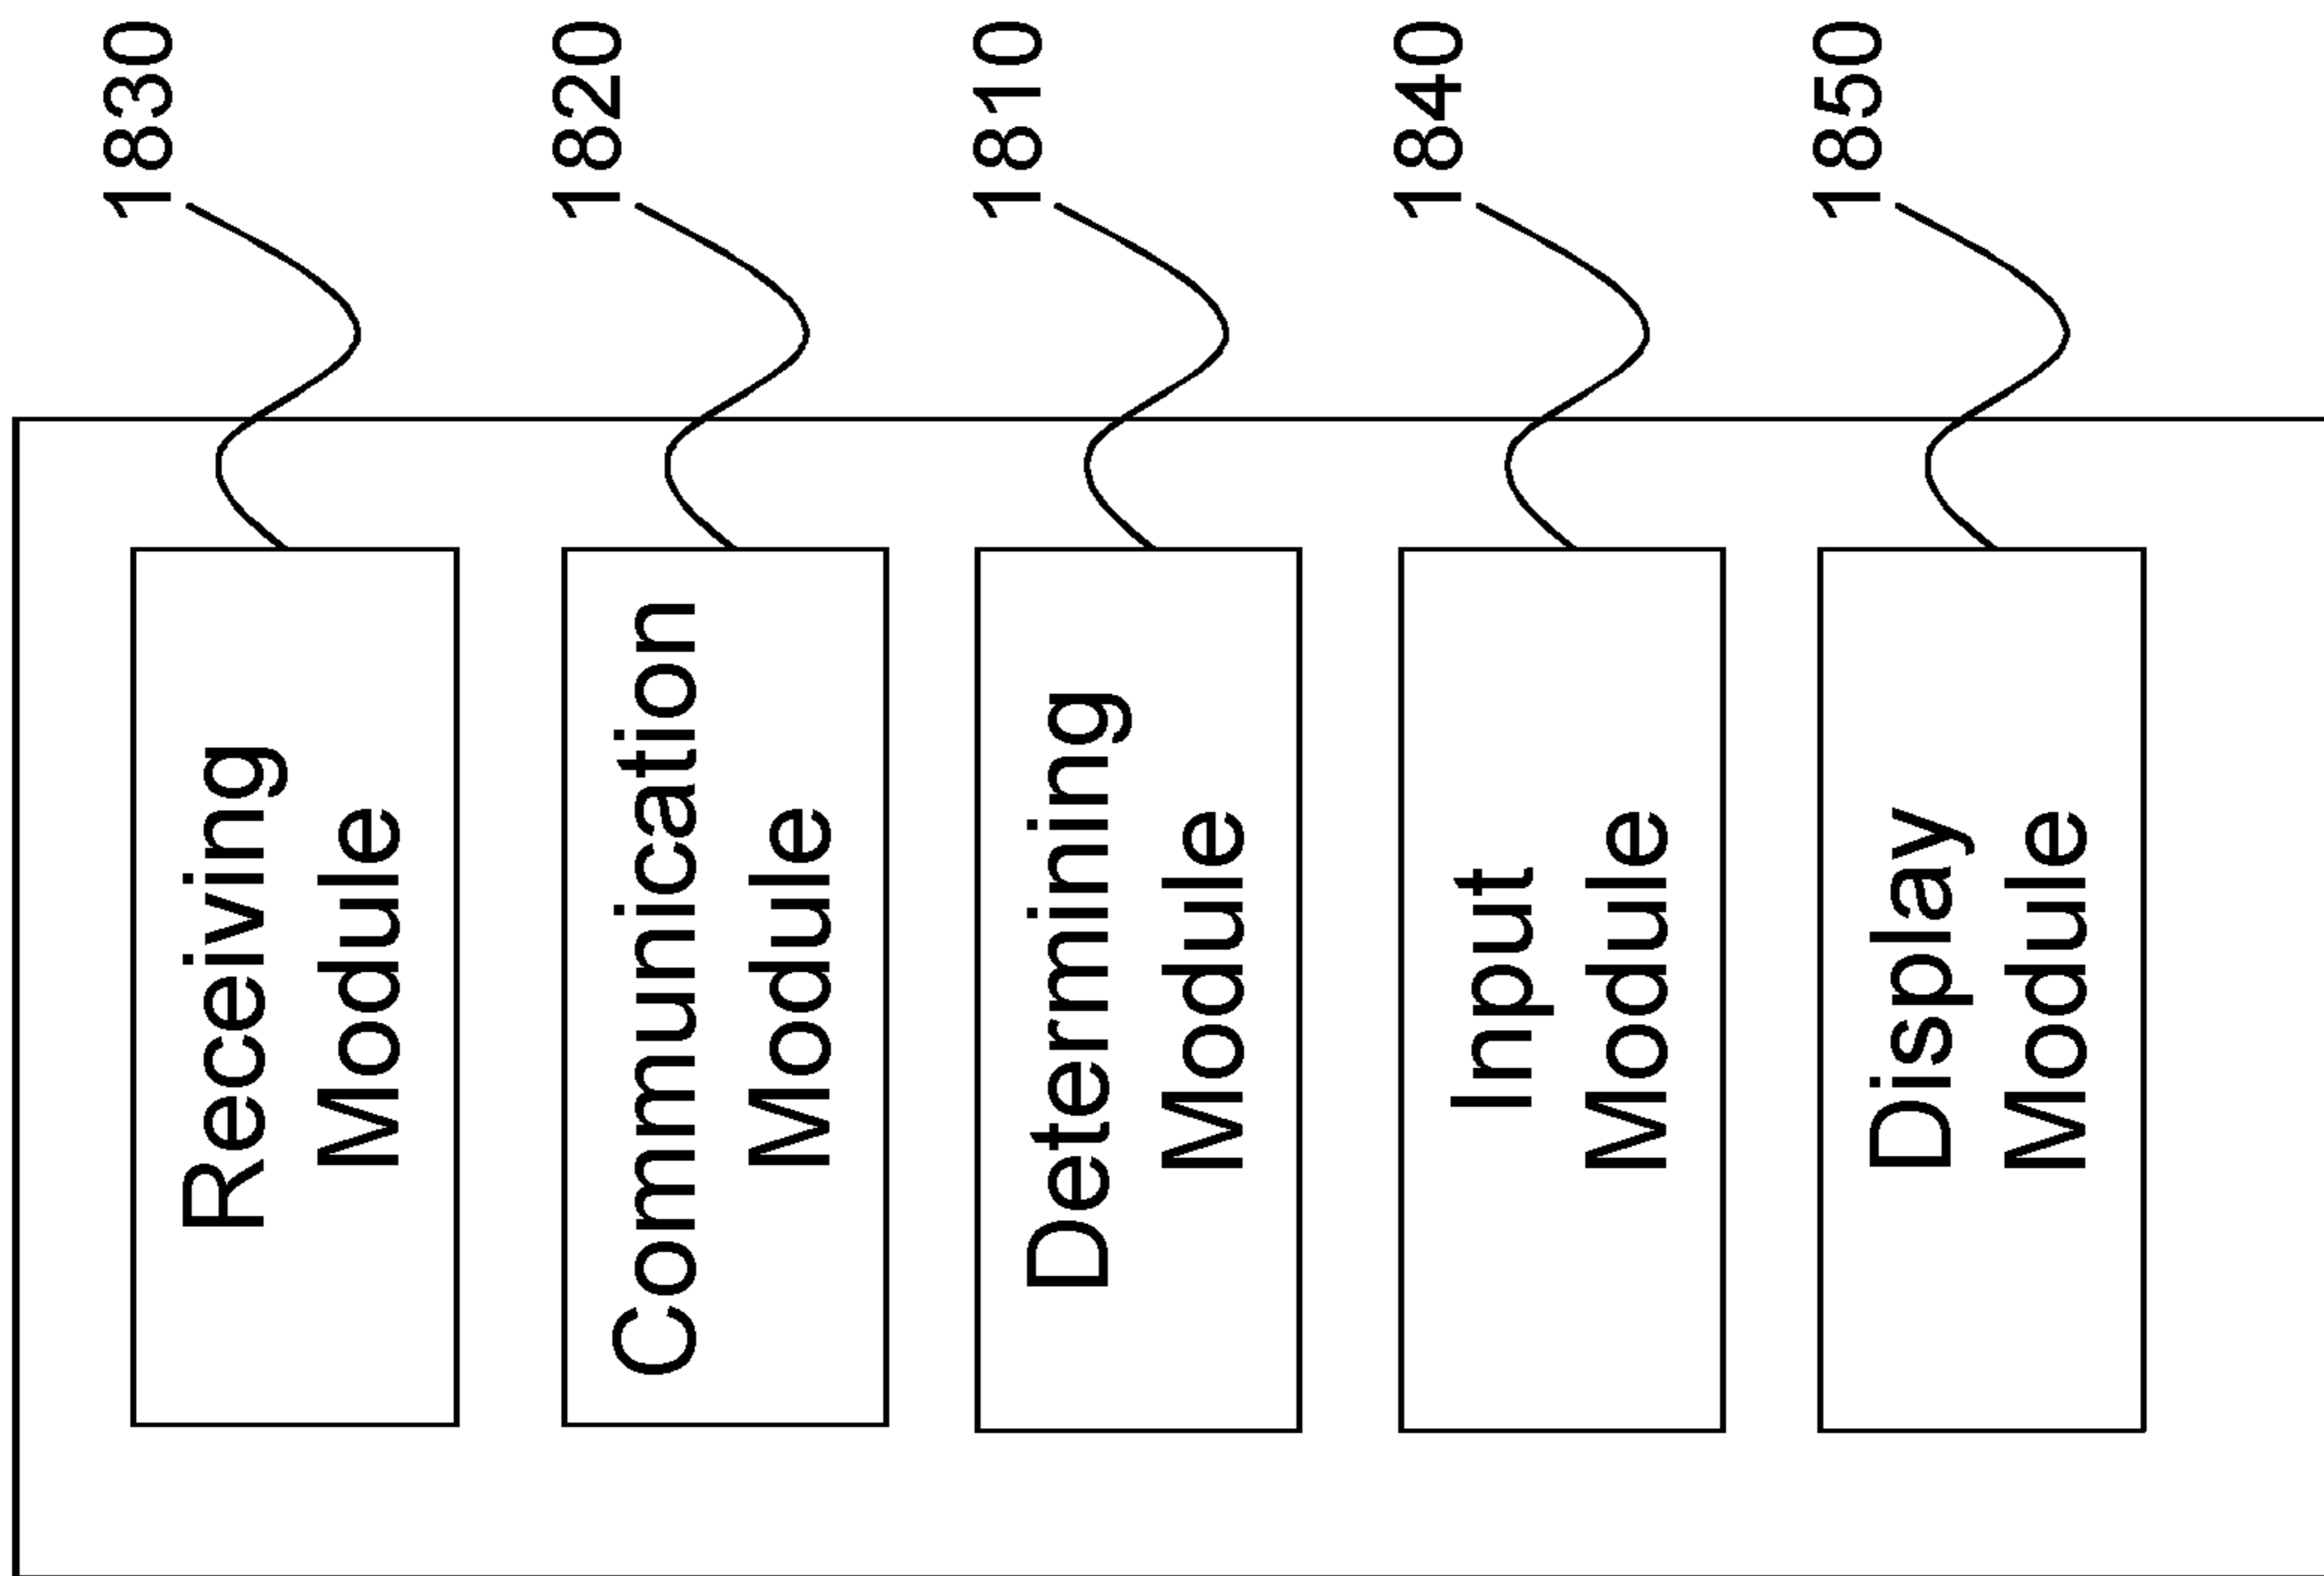 1830
Receiving
Module
1820
Communication
Module
1810
Determining
Module
1840
Input
Module
1850
Display
Module